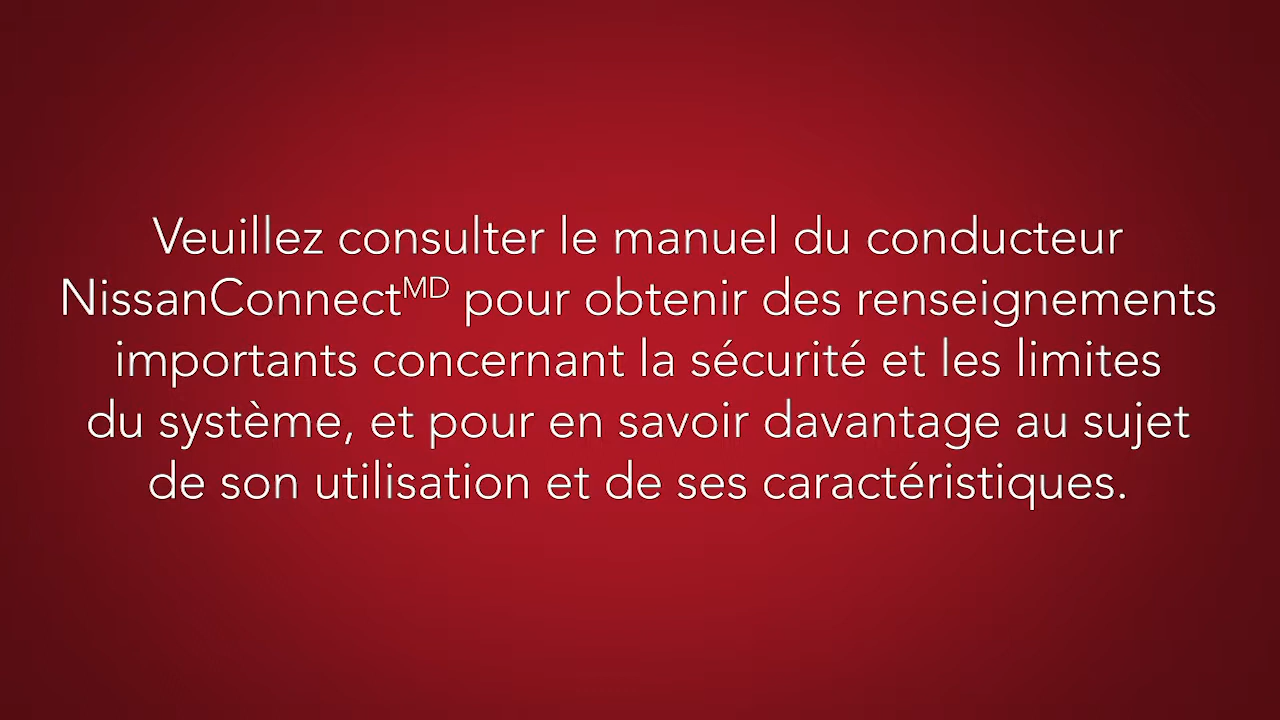 Veuillez consulter le manuel du conducteur
NissanConnectᴹᴰ pour obtenir des renseignements
importants concernant la sécurité et les limites
du système, et pour en savoir davantage au sujet
de son utilisation et de ses caractéristiques.